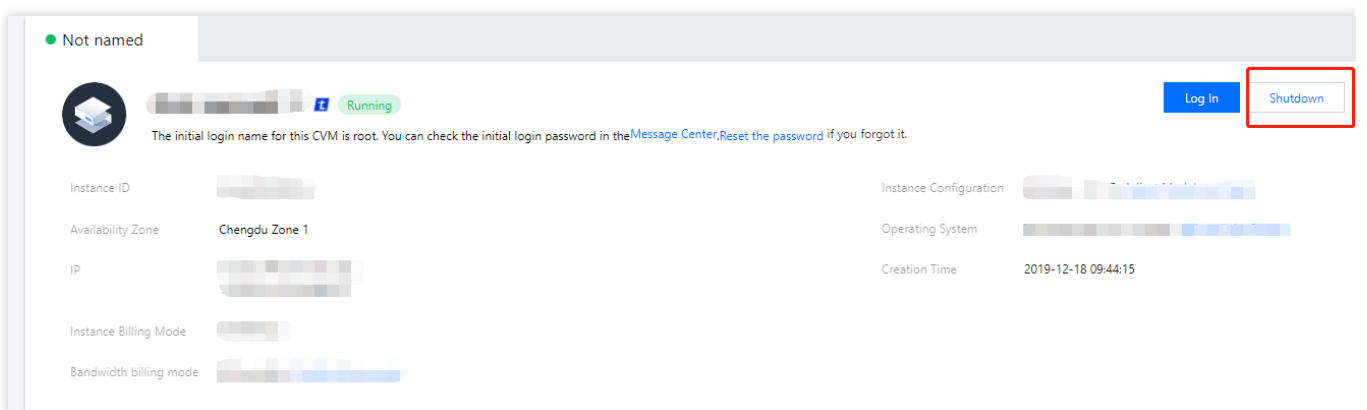 Not named
Running
Log In
Shutdown
The initial login name for this CVM is root. You can check the initial login password in the Message Center,Reset the password if you forgot it.
Instance ID
Instance Configuration
Availability Zone
Chengdu Zone 1
Operating System
IP
Creation Time
2019-12-18 09:44:15
Instance Billing Mode
Bandwidth billing mode